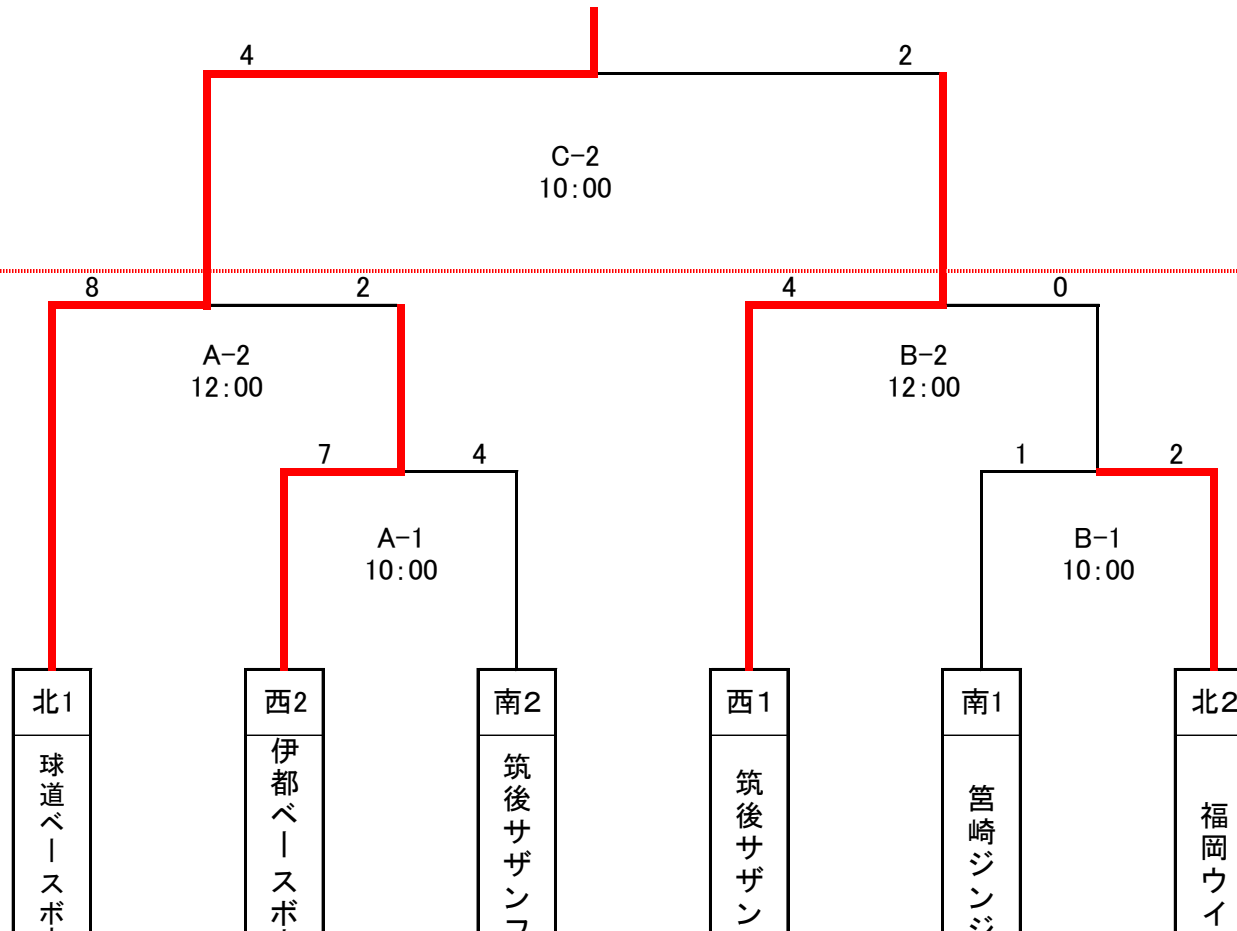 4
2
C-2
10:00
8
2
4
0
A-2
12:00
B-2
12:00
7
4
1
2
A-1
10:00
B-1
10:00
北1
西2
南2
西1
南1
北2
球道ベースボ
伊都ベースボ
筑後サザン
筑後サザン
筥崎ジンジ
福岡ウイ